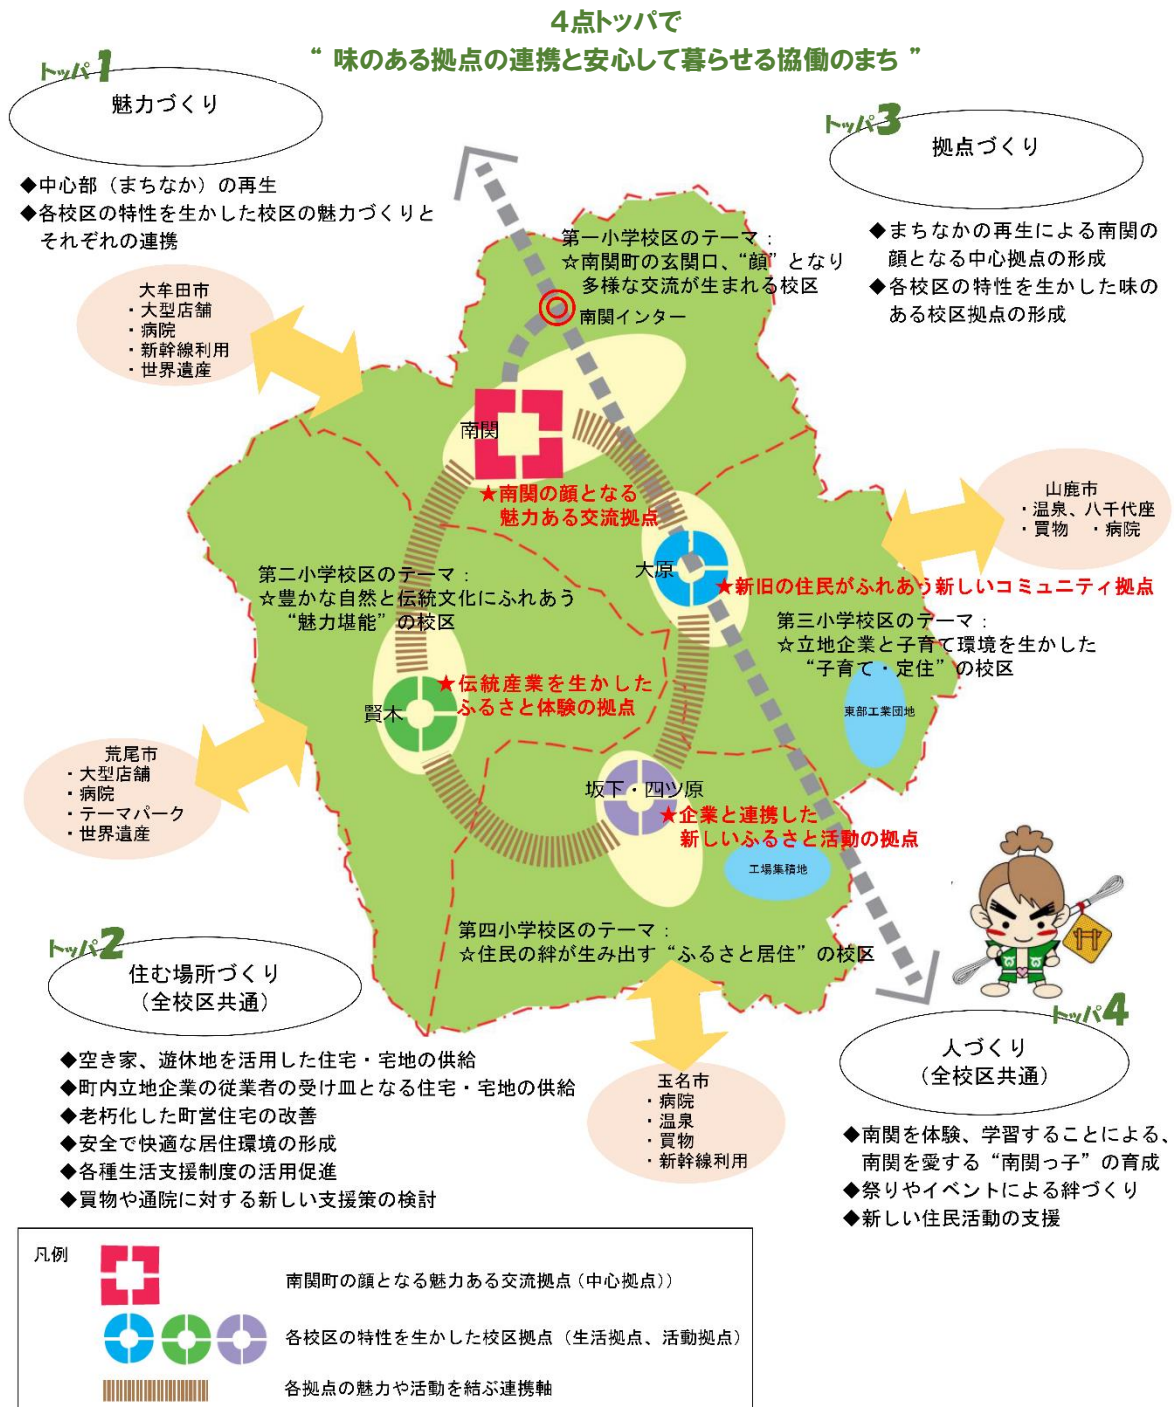 4点トッパで
“ 味のある拠点の連携と安心して暮らせる協働のまち ”
トッパ1
魅力づくり
◆中心部（まちなか）の再生
◆各校区の特性を生かした校区の魅力づくりと
それぞれの連携
トッパ3
拠点づくり
◆まちなかの再生による南関の
顔となる中心拠点の形成
◆各校区の特性を生かした味の
ある校区拠点の形成
第一小学校区のテーマ：
☆南関町の玄関口、“顔”となり
多様な交流が生まれる校区
南関インター
大牟田市
・大型店舗
・病院
・新幹線利用
・世界遺産
南関
★南関の顔となる
魅力ある交流拠点
山鹿市
・温泉、八千代座
・買物　・病院
大原
★新旧の住民がふれあう新しいコミュニティ拠点
第二小学校区のテーマ：
☆豊かな自然と伝統文化にふれあう
“魅力堪能”の校区
第三小学校区のテーマ：
☆立地企業と子育て環境を生かした
“子育て・定住”の校区
★伝統産業を生かした
ふるさと体験の拠点
賢木
東部工業団地
荒尾市
・大型店舗
・病院
・テーマパーク
・世界遺産
坂下・四ツ原
★企業と連携した
新しいふるさと活動の拠点
工場集積地
第四小学校区のテーマ：
☆住民の絆が生み出す“ふるさと居住”の校区
トッパ2
住む場所づくり
（全校区共通）
◆空き家、遊休地を活用した住宅・宅地の供給
◆町内立地企業の従業者の受け皿となる住宅・宅地の供給
◆老朽化した町営住宅の改善
◆安全で快適な居住環境の形成
◆各種生活支援制度の活用促進
◆買物や通院に対する新しい支援策の検討
玉名市
・病院
・温泉
・買物
・新幹線利用
トッパ4
人づくり
（全校区共通）
◆南関を体験、学習することによる、
南関を愛する“南関っ子”の育成
◆祭りやイベントによる絆づくり
◆新しい住民活動の支援
凡例
南関町の顔となる魅力ある交流拠点（中心拠点））
各校区の特性を生かした校区拠点（生活拠点、活動拠点）
各拠点の魅力や活動を結ぶ連携軸